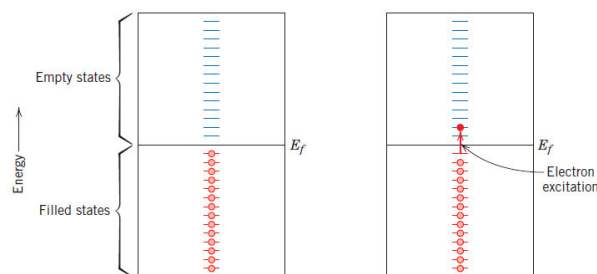 Empty states
Energy
Filled states
E_f
E_f
Electron
excitation